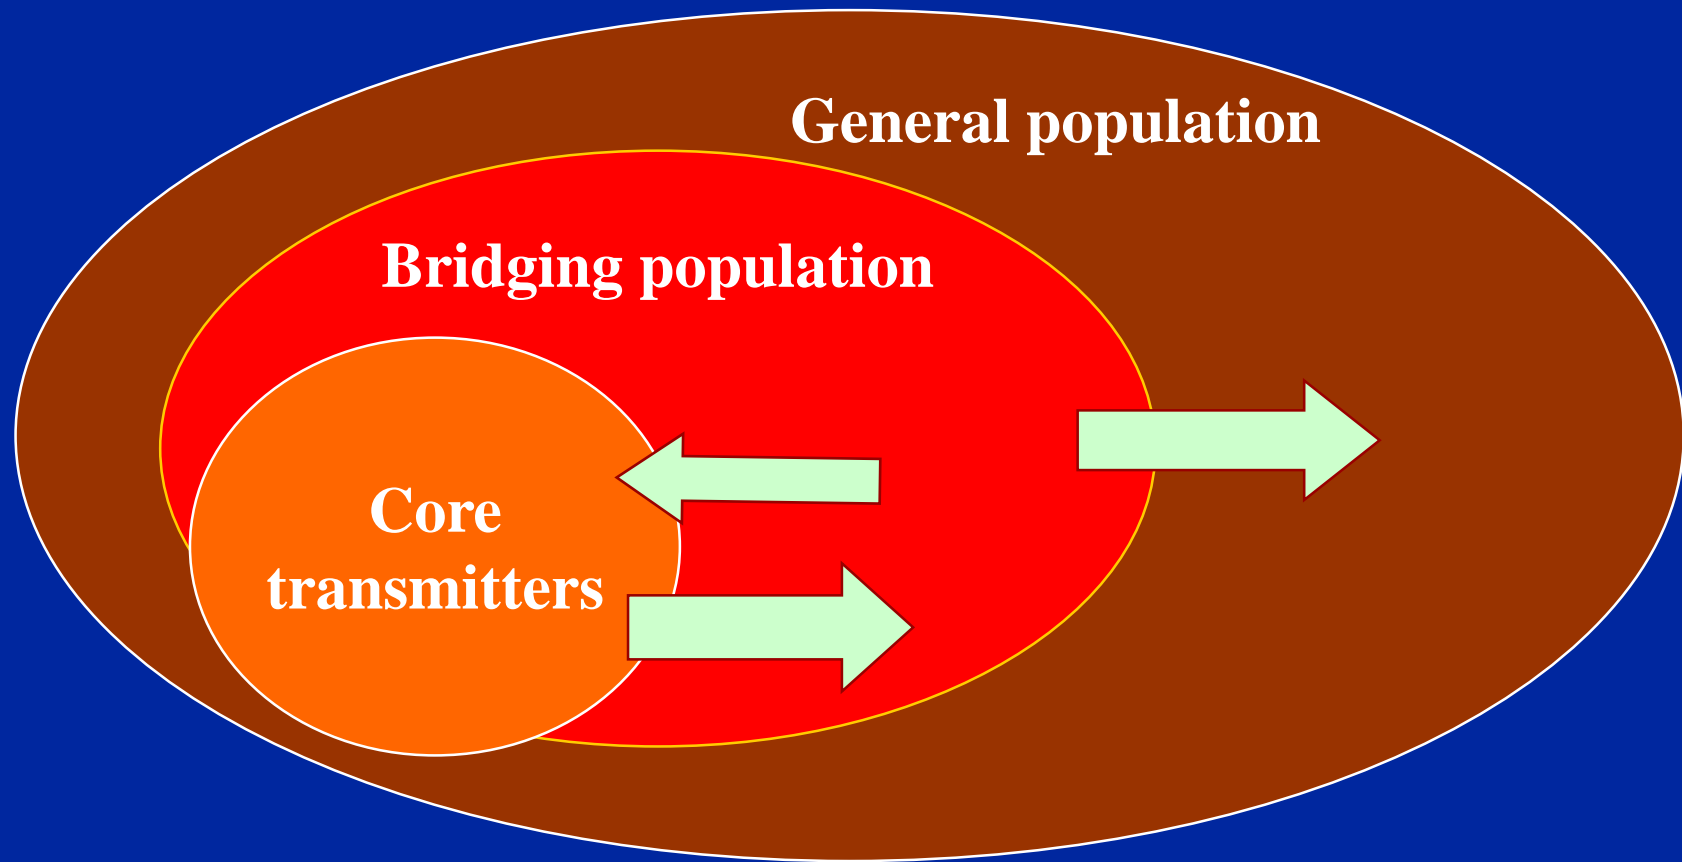 General population
Bridging population
Core
transmitters